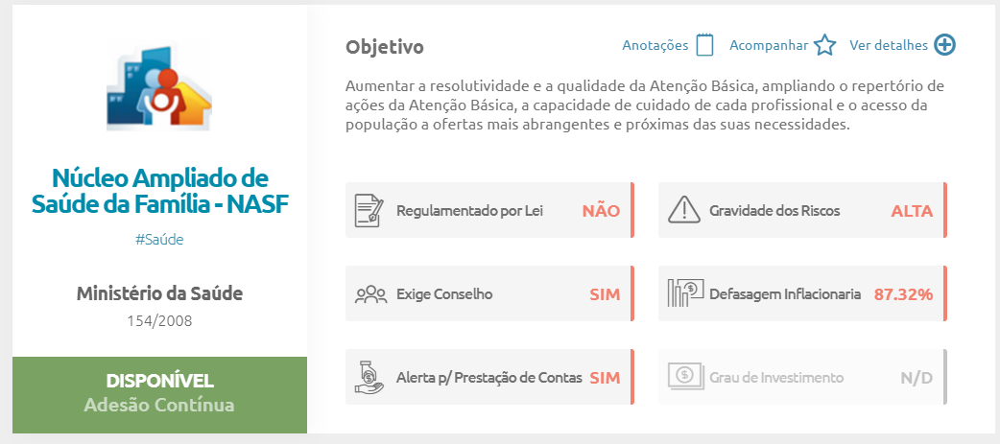 Núcleo Ampliado de
Saúde da Família - NASF
#Saúde
Ministério da Saúde
154/2008
DISPONÍVEL
Adesão Contínua
Objetivo
Anotações
Acompanhar
Ver detalhes
Aumentar a resolutividade e a qualidade da Atenção Básica, ampliando o repertório de
ações da Atenção Básica, a capacidade de cuidado de cada profissional e o acesso da
população a ofertas mais abrangentes e próximas das suas necessidades.
Regulamentado por Lei NÃO
Gravidade dos Riscos ALTA
Exige Conselho SIM
Defasagem Inflacionaria 87.32%
Alerta p/ Prestação de Contas SIM
Grau de Investimento N/D